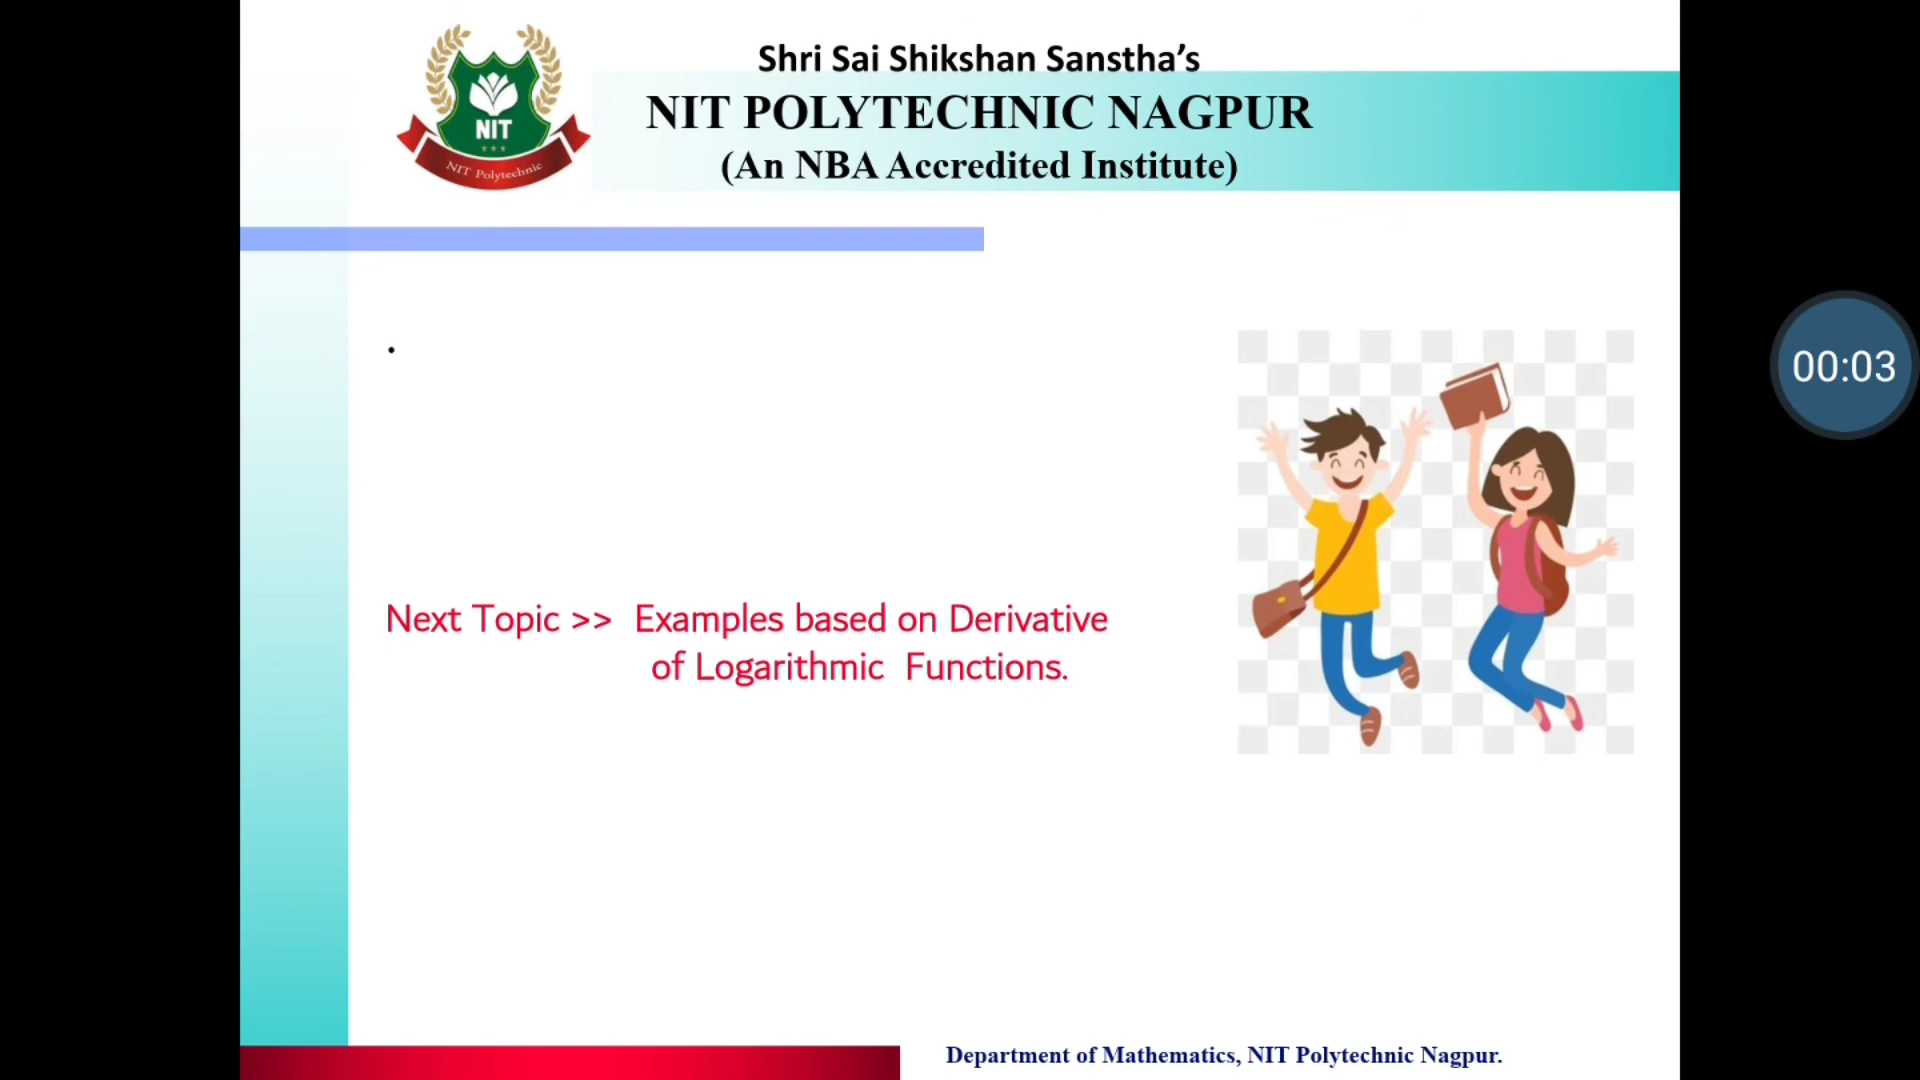 Shri Sai Shikshan Sanstha’s
NIT POLYTECHNIC NAGPUR
(An NBA Accredited Institute)
NIT
NIT Polytechnic
00:03
Next Topic >> Examples based on Derivative
of Logarithmic Functions.
Department of Mathematics, NIT Polytechnic Nagpur.